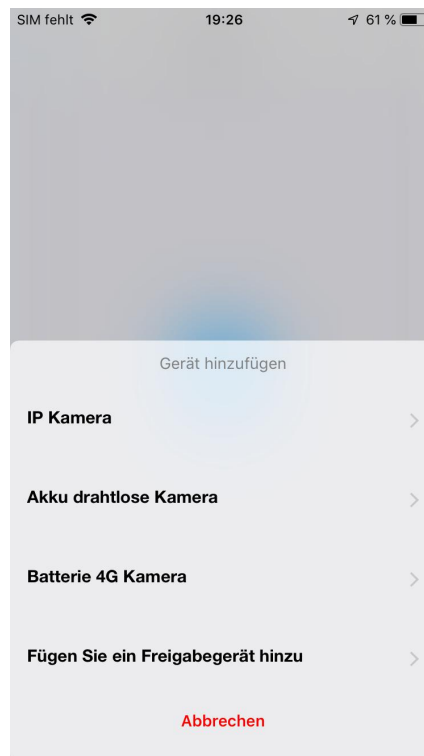 SIM fehlt 19:26 61 %
Gerät hinzufügen
IP Kamera
Akku drahtlose Kamera
Batterie 4G Kamera
Fügen Sie ein Freigabegerät hinzu
Abbrechen